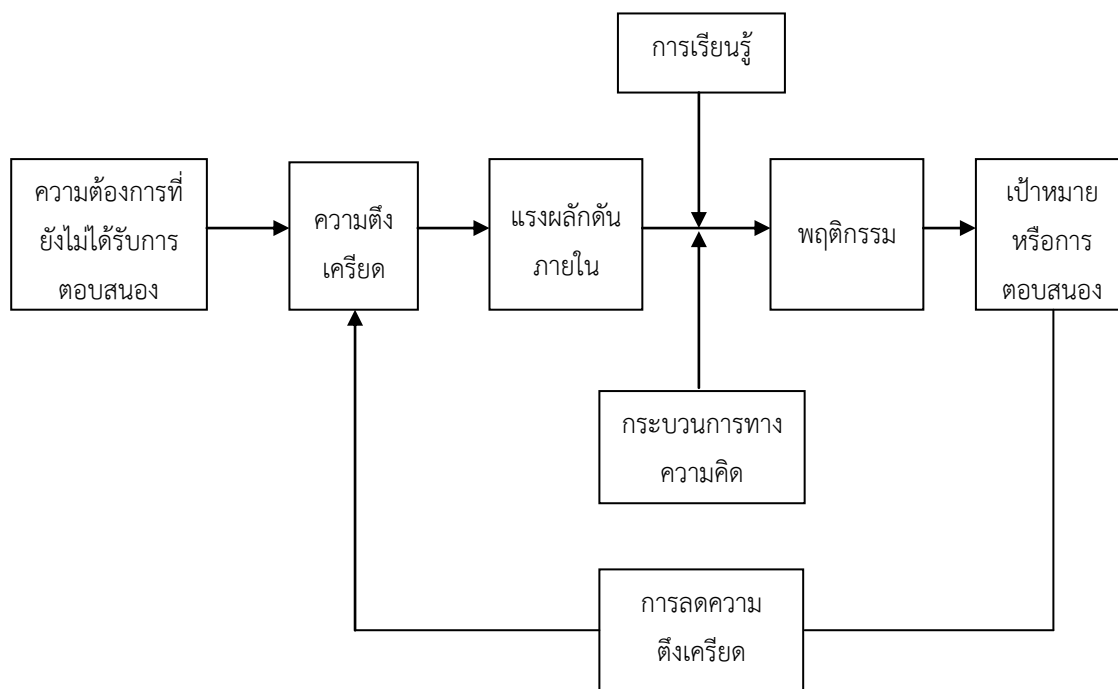 การเรียนรู้
ความต้องการที่
ยังไม่ได้รับการ
ตอบสนอง
ความตึง
เครียด
แรงผลักดัน
ภายใน
พฤติกรรม
เป้าหมาย
หรือการ
ตอบสนอง
กระบวนการทาง
ความคิด
การลดความ
ตึงเครียด